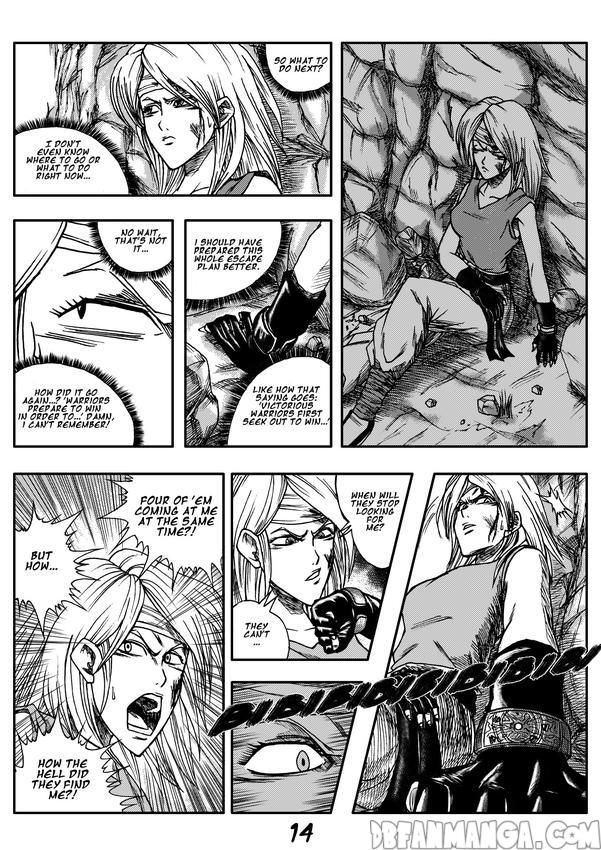 SO WHAT TO
DO NEXT?
I DON'T
EVEN KNOW
WHERE TO GO OR
WHAT TO DO
RIGHT NOW...
I SHOULD HAVE
PREPARED THIS
WHOLE ESCAPE
PLAN BETTER.
LIKE HOW THAT
SAYING GOES:
'VICTORIOUS
WARRIORS FIRST
SEEK OUT TO WIN...'
NO WAIT,
THAT'S NOT
IT...
HOW DID IT GO
AGAIN...? 'WARRIORS
PREPARE TO WIN
IN ORDER TO...' DAMN,
I CAN'T REMEMBER!
WHEN WILL
THEY STOP
LOOKING
FOR ME?
THEY
CAN'T
...
BIBIBIBIBIBIBIBIBI
FOUR OF 'EM
COMING AT ME
AT THE SAME
TIME?!
BUT
HOW...
HOW THE
HELL DID
THEY FIND
ME?!
14
DBFANMANGA.COM